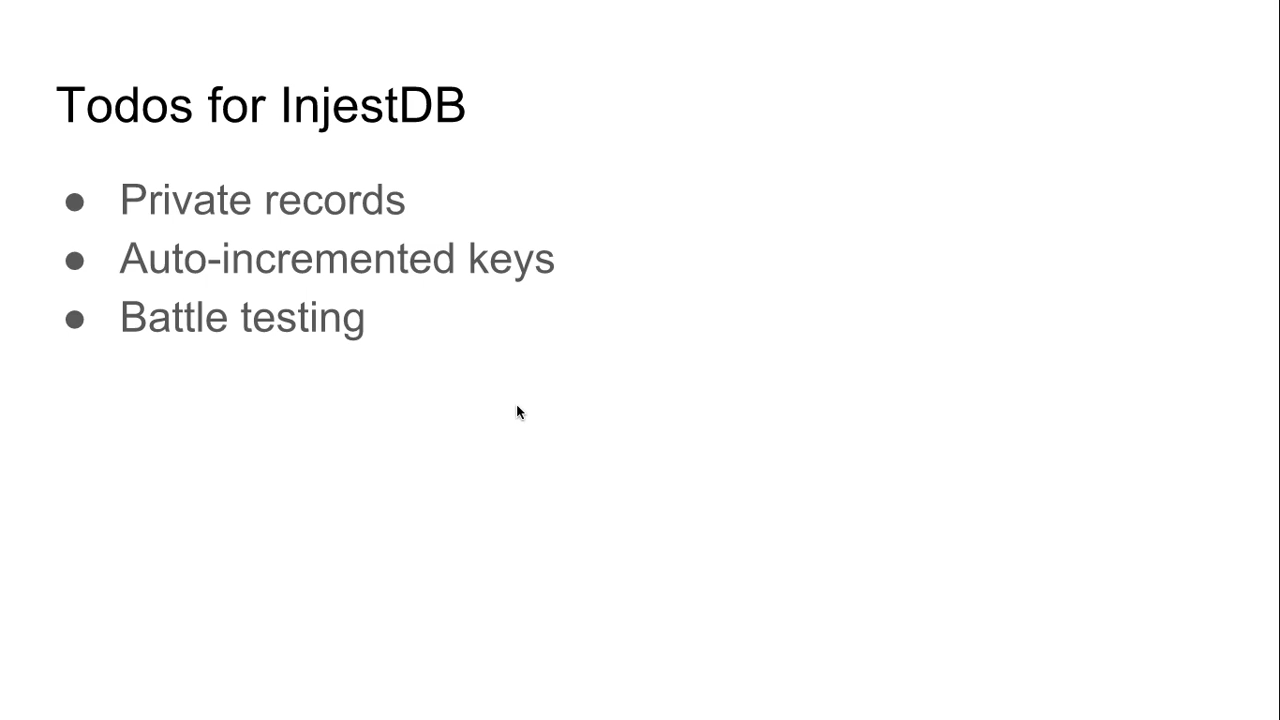 Todos for InjestDB
● Private records
● Auto-incremented keys
● Battle testing